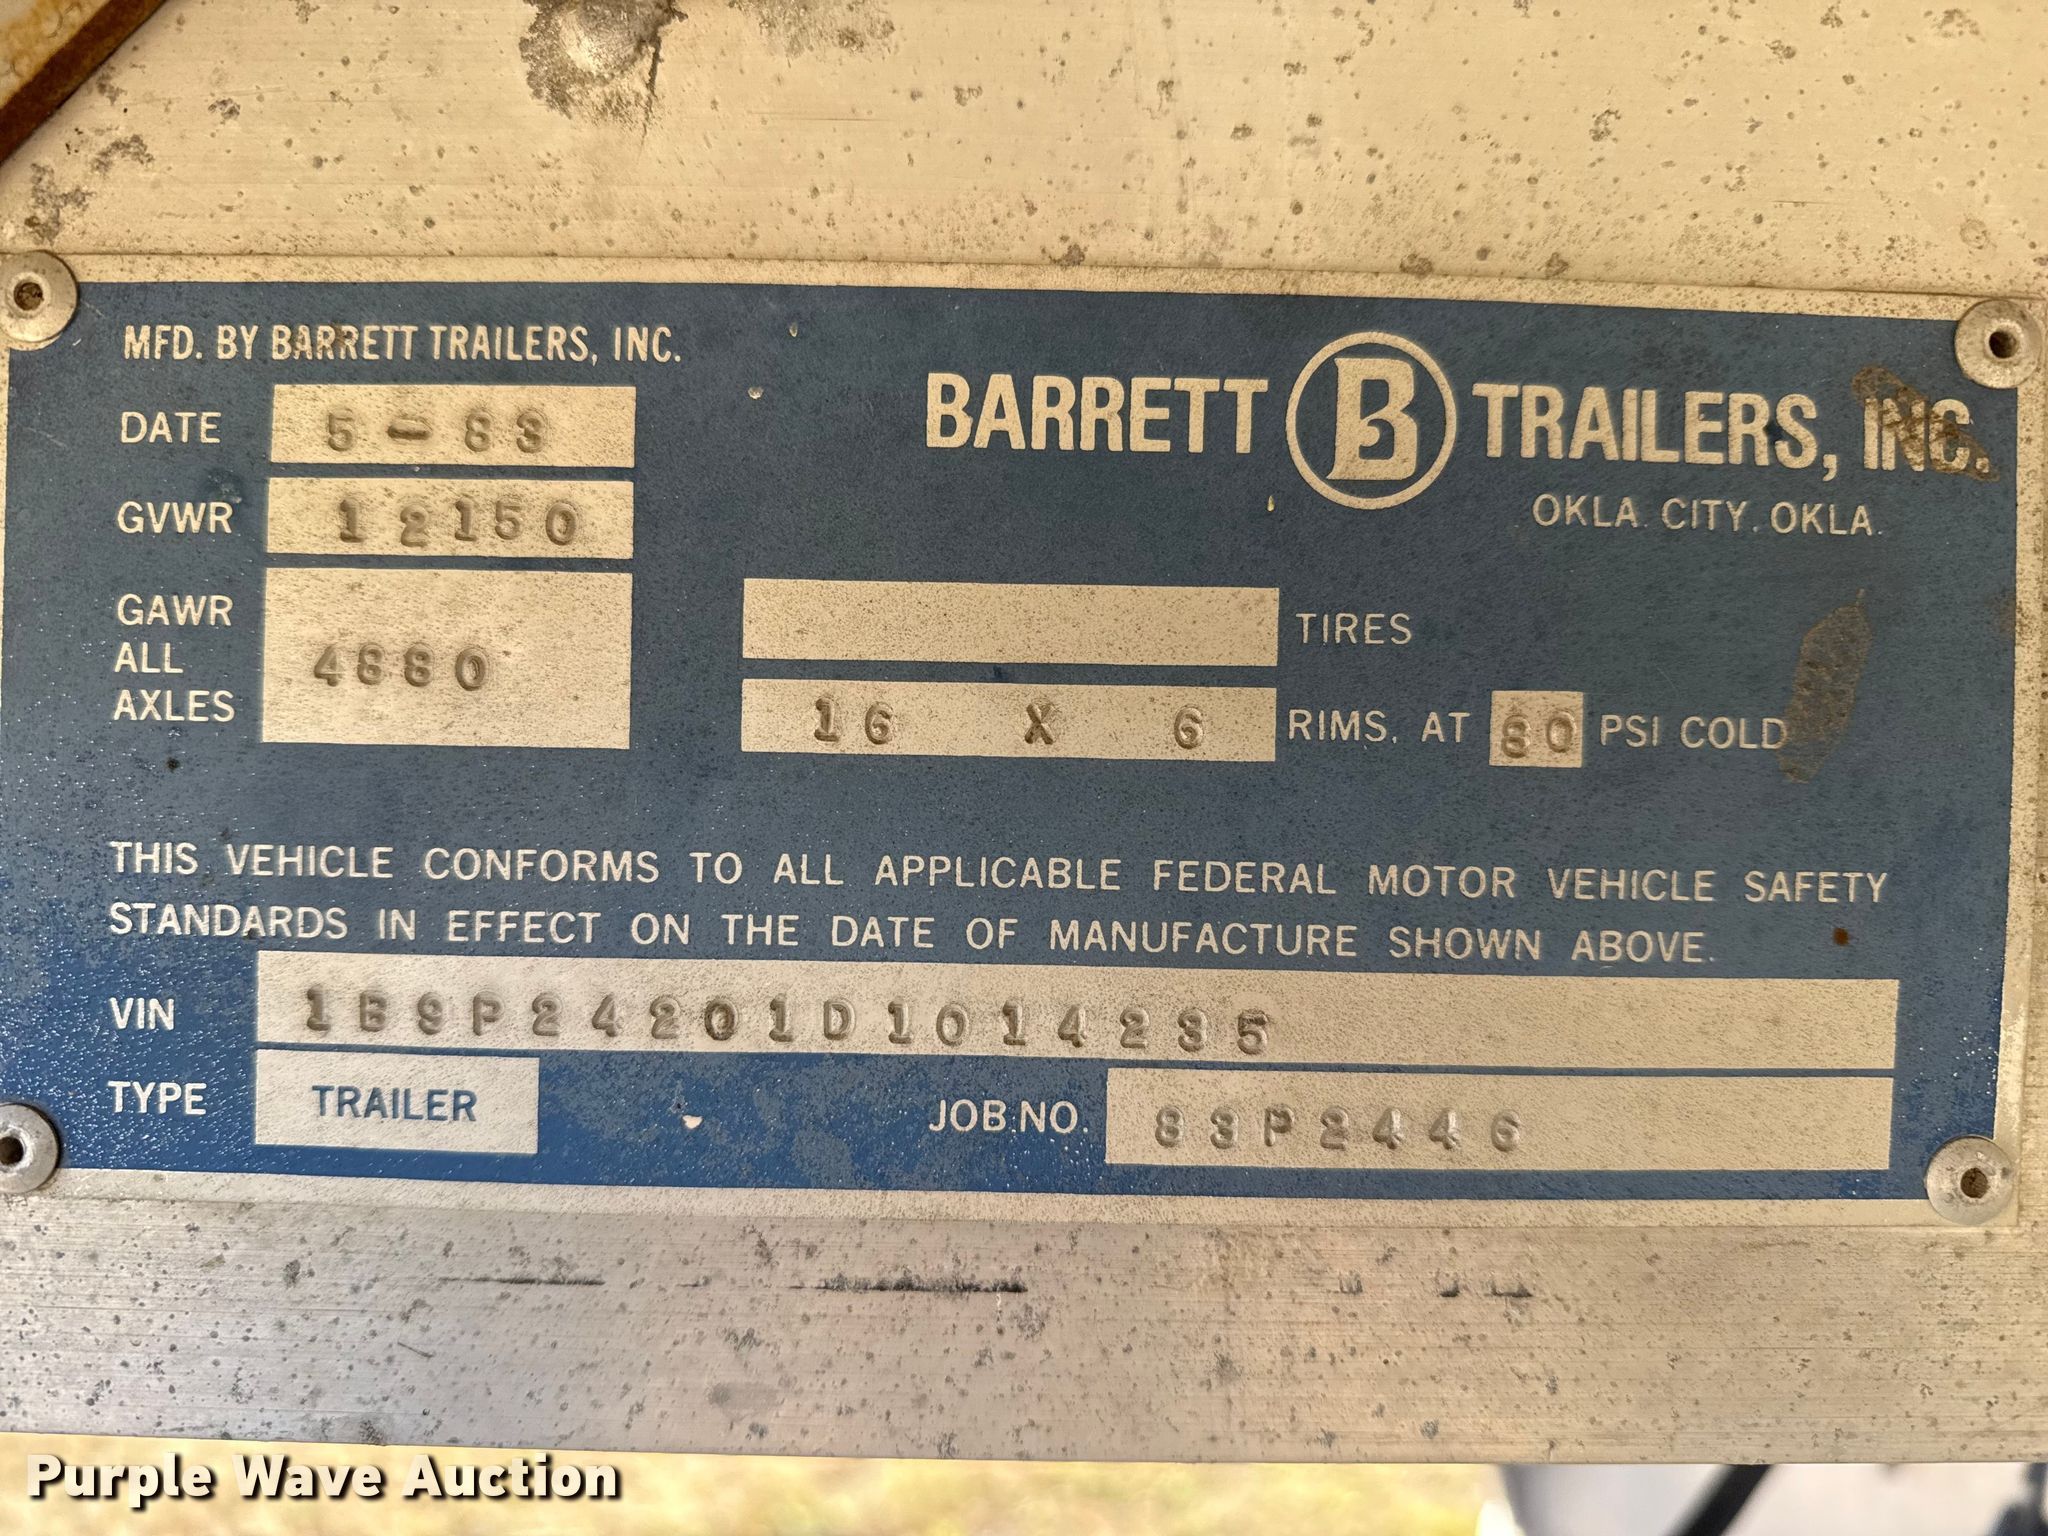 MFD. BY BARRETT TRAILERS, INC.
BARRETT B TRAILERS, INC.
OKLA. CITY. OKLA.
DATE 5-83
GVWR 12150
GAWR
ALL
AXLES 4880
TIRES
16 X 6 RIMS, AT 80 PSI COLD
THIS VEHICLE CONFORMS TO ALL APPLICABLE FEDERAL MOTOR VEHICLE SAFETY
STANDARDS IN EFFECT ON THE DATE OF MANUFACTURE SHOWN ABOVE.
VIN 1B9P24201D1014235
TYPE TRAILER JOB NO. 83P2446
Purple Wave Auction